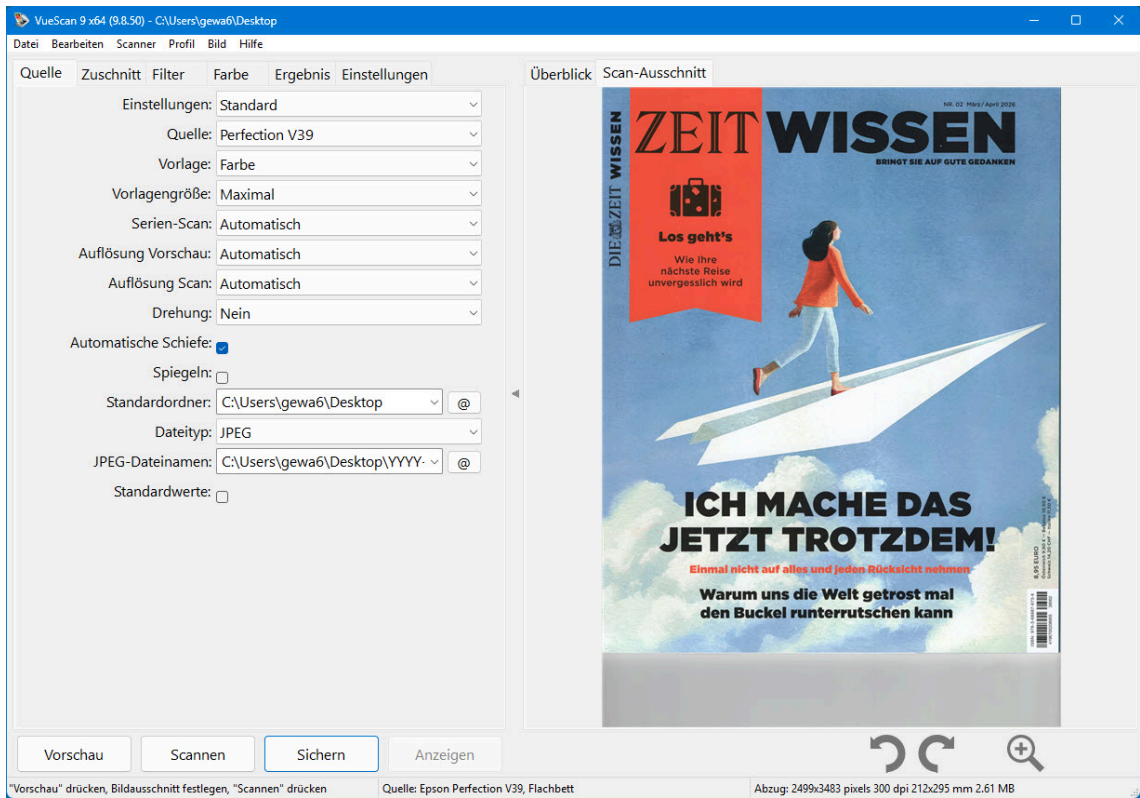 VueScan 9 x64 (9.8.50) - C:\Users\gewa6\Desktop
Datei Bearbeiten Scanner Profil Bild Hilfe
Quelle Zuschnitt Filter Farbe Ergebnis Einstellungen
Einstellungen: Standard
Quelle: Perfection V39
Vorlage: Farbe
Vorlagengröße: Maximal
Serien-Scan: Automatisch
Auflösung Vorschau: Automatisch
Auflösung Scan: Automatisch
Drehung: Nein
Automatische Schiefe:
Spiegeln:
Standardordner: C:\Users\gewa6\Desktop @
Dateityp: JPEG
JPEG-Dateinamen: C:\Users\gewa6\Desktop\YYYY- @
Standardwerte:
Überblick Scan-Ausschnitt
NR. 02 März/April 2026
DIE ZEIT WISSEN
ZEIT WISSEN
BRINGT SIE AUF GUTE GEDANKEN
Los geht's
Wie Ihre
nächste Reise
unvergesslich wird
ICH MACHE DAS
JETZT TROTZDEM!
Einmal nicht auf alles und jeden Rücksicht nehmen
Warum uns die Welt getrost mal
den Buckel runterrutschen kann
8,95 EURO
Vorschau Scannen Sichern Anzeigen
"Vorschau" drücken, Bildausschnitt festlegen, "Scannen" drücken
Quelle: Epson Perfection V39, Flachbett
Abzug: 2499x3483 pixels 300 dpi 212x295 mm 2.61 MB